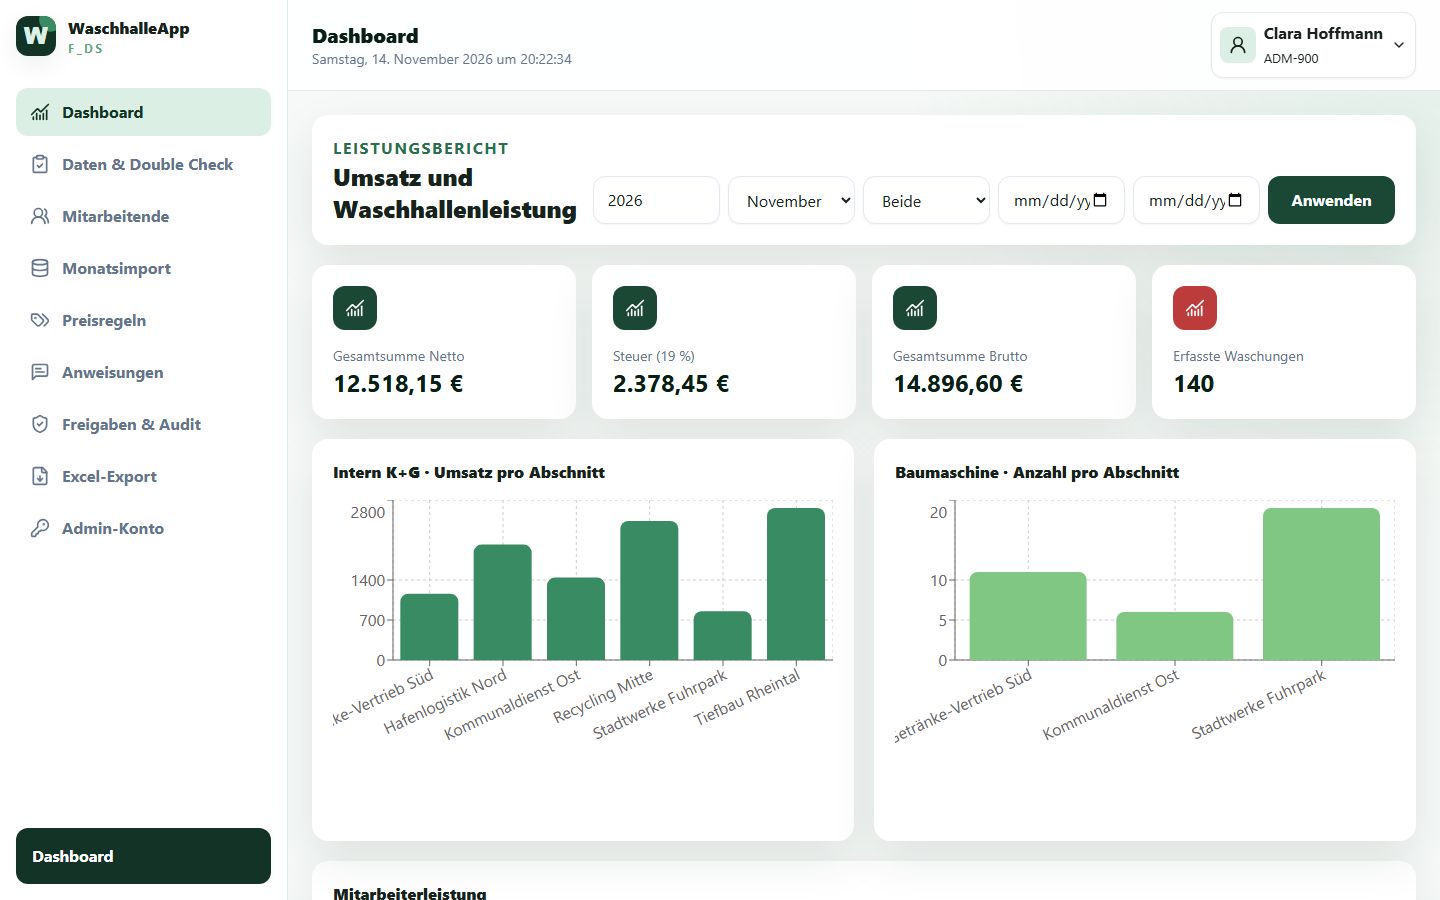 WaschhalleApp
F_DS
Dashboard
Daten & Double Check
Mitarbeitende
Monatsimport
Preisregeln
Anweisungen
Freigaben & Audit
Excel-Export
Admin-Konto
Dashboard
Dashboard
Samstag, 14. November 2026 um 20:22:34
Clara Hoffmann
ADM-900
LEISTUNGSBERICHT
Umsatz und
Waschhallenleistung
2026
November
Beide
mm/dd/yy
mm/dd/yy
Anwenden
Gesamtsumme Netto
12.518,15 €
Steuer (19 %)
2.378,45 €
Gesamtsumme Brutto
14.896,60 €
Erfasste Waschungen
140
Intern K+G · Umsatz pro Abschnitt
2800
1400
700
0
ke-Vertrieb Süd
Hafenlogistik Nord
Kommunaldienst Ost
Recycling Mitte
Stadtwerke Fuhrpark
Tiefbau Rheintal
Baumaschine · Anzahl pro Abschnitt
20
10
5
0
etränke-Vertrieb Süd
Kommunaldienst Ost
Stadtwerke Fuhrpark
Mitarbeiterleistung